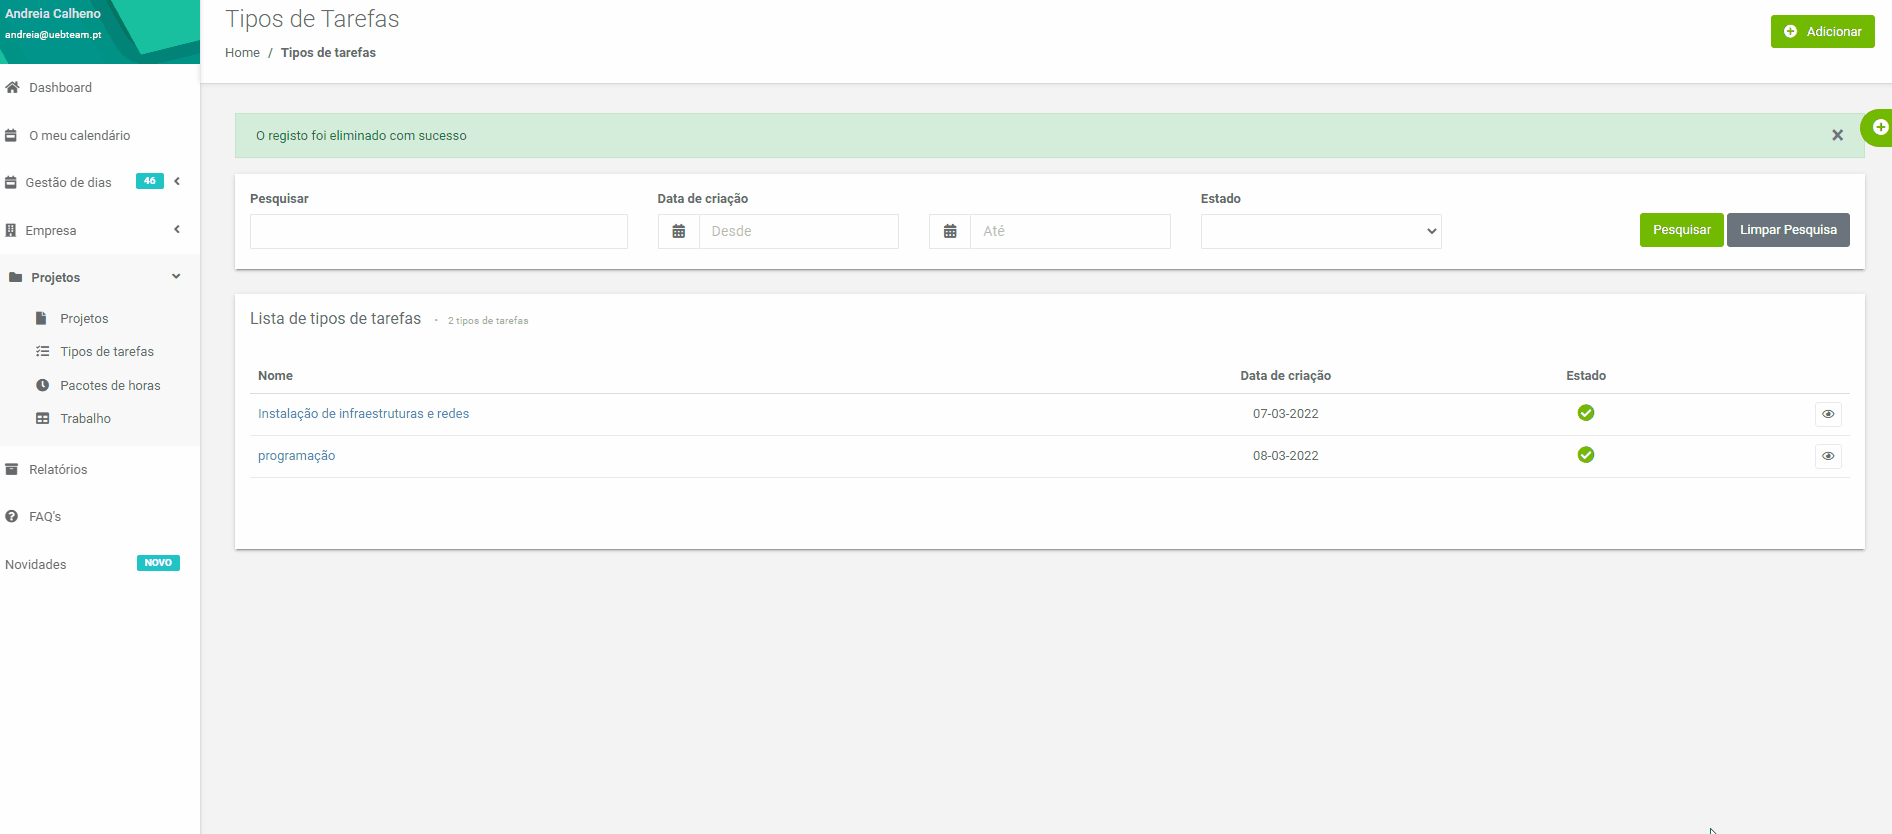 Andreia Calheno
andreia@uebteam.pt
Dashboard
O meu calendário
Gestão de dias 46
Empresa
Projetos
Projetos
Tipos de tarefas
Pacotes de horas
Trabalho
Relatórios
FAQ's
Novidades NOVO
Tipos de Tarefas
Home / Tipos de tarefas
Adicionar
O registo foi eliminado com sucesso
Pesquisar Data de criação Estado
Desde Até Pesquisar Limpar Pesquisa
Lista de tipos de tarefas - 2 tipos de tarefas
Nome Data de criação Estado
Instalação de infraestruturas e redes 07-03-2022
programação 08-03-2022